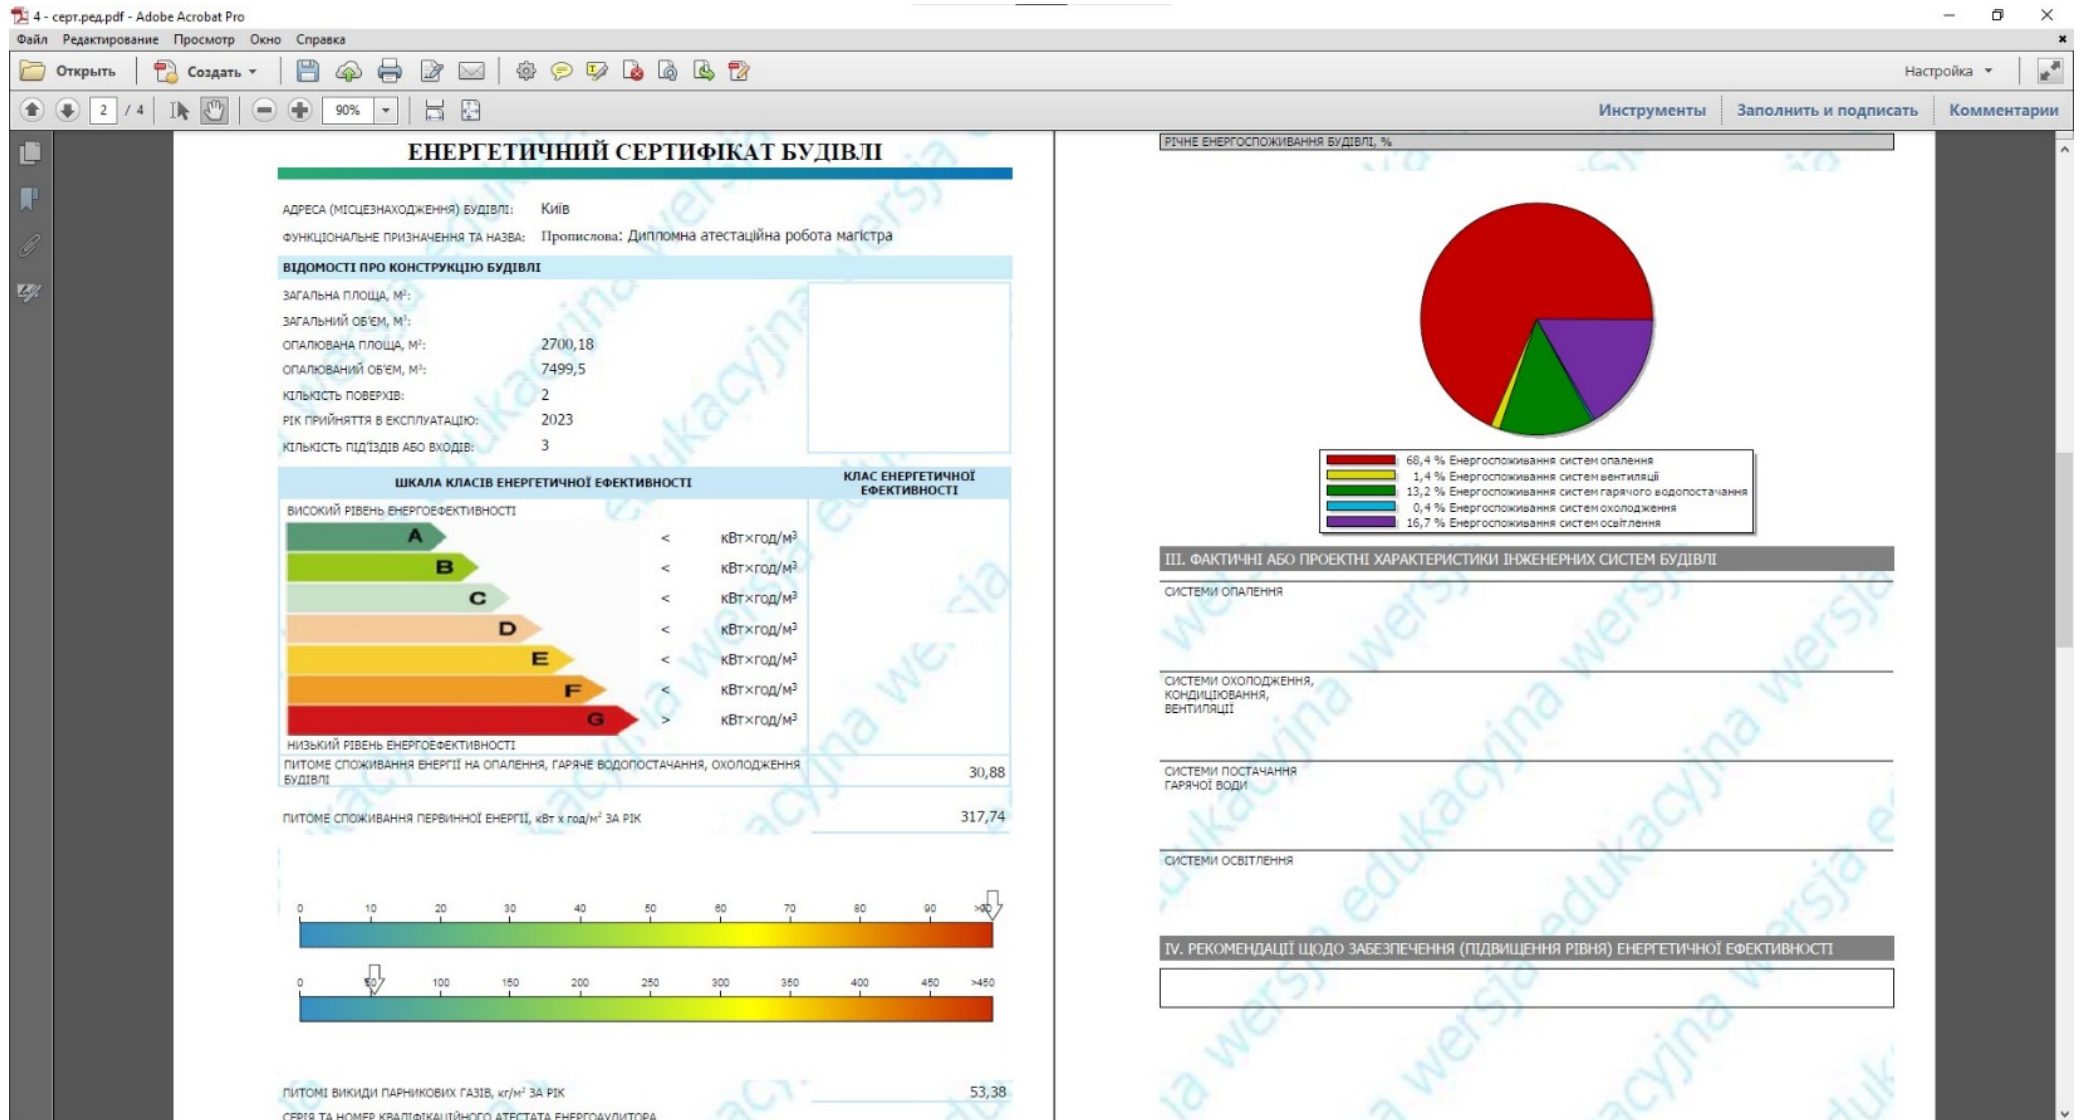 4 - серт.ред.pdf - Adobe Acrobat Pro
Файл Редактирование Просмотр Окно Справка
Открыть Создать Настройка
2 / 4 90% Инструменты Заполнить и подписать Комментарии
ЕНЕРГЕТИЧНИЙ СЕРТИФІКАТ БУДІВЛІ
АДРЕСА (МІСЦЕЗНАХОДЖЕННЯ) БУДІВЛІ: Київ
ФУНКЦІОНАЛЬНЕ ПРИЗНАЧЕННЯ ТА НАЗВА: Пропислова: Дипломна атестаційна робота магістра
ВІДОМОСТІ ПРО КОНСТРУКЦІЮ БУДІВЛІ
ЗАГАЛЬНА ПЛОЩА, М²:
ЗАГАЛЬНИЙ ОБ'ЄМ, М³:
ОПАЛЮВАНА ПЛОЩА, М²: 2700,18
ОПАЛЮВАНИЙ ОБ'ЄМ, М³: 7499,5
КІЛЬКІСТЬ ПОВЕРХІВ: 2
РІК ПРИЙНЯТТЯ В ЕКСПЛУАТАЦІЮ: 2023
КІЛЬКІСТЬ ПІД'ЇЗДІВ АБО ВХОДІВ: 3
ШКАЛА КЛАСІВ ЕНЕРГЕТИЧНОЇ ЕФЕКТИВНОСТІ
КЛАС ЕНЕРГЕТИЧНОЇ
ЕФЕКТИВНОСТІ
ВИСОКИЙ РІВЕНЬ ЕНЕРГОЕФЕКТИВНОСТІ
A < кВт×год/м³
B < кВт×год/м³
C < кВт×год/м³
D < кВт×год/м³
E < кВт×год/м³
F < кВт×год/м³
G > кВт×год/м³
НИЗЬКИЙ РІВЕНЬ ЕНЕРГОЕФЕКТИВНОСТІ
ПИТОМЕ СПОЖИВАННЯ ЕНЕРГІЇ НА ОПАЛЕННЯ, ГАРЯЧЕ ВОДОПОСТАЧАННЯ, ОХОЛОДЖЕННЯ
БУДІВЛІ 30,88
ПИТОМЕ СПОЖИВАННЯ ПЕРВИННОЇ ЕНЕРГІЇ, кВт х год/м² ЗА РІК 317,74
0 10 20 30 40 50 60 70 80 90
0 50 100 150 200 250 300 350 400 450 >450
ПИТОМІ ВИКИДИ ПАРНИКОВИХ ГАЗІВ, кг/м² ЗА РІК 53,38
СЕРІЯ ТА НОМЕР КВАЛІФІКАЦІЙНОГО АТЕСТАТА ЕНЕРГОАУДИТОРА
РІЧНЕ ЕНЕРГОСПОЖИВАННЯ БУДІВЛІ, %
68,4 % Енергоспоживання систем опалення
1,4 % Енергоспоживання систем вентиляції
13,2 % Енергоспоживання систем гарячого водопостачання
0,4 % Енергоспоживання систем охолодження
16,7 % Енергоспоживання систем освітлення
III. ФАКТИЧНІ АБО ПРОЕКТНІ ХАРАКТЕРИСТИКИ ІНЖЕНЕРНИХ СИСТЕМ БУДІВЛІ
СИСТЕМИ ОПАЛЕННЯ
СИСТЕМИ ОХОЛОДЖЕННЯ,
КОНДИЦІЮВАННЯ,
ВЕНТИЛЯЦІЇ
СИСТЕМИ ПОСТАЧАННЯ
ГАРЯЧОЇ ВОДИ
СИСТЕМИ ОСВІТЛЕННЯ
IV. РЕКОМЕНДАЦІЇ ЩОДО ЗАБЕЗПЕЧЕННЯ (ПІДВИЩЕННЯ РІВНЯ) ЕНЕРГЕТИЧНОЇ ЕФЕКТИВНОСТІ
wersja edukacyjna